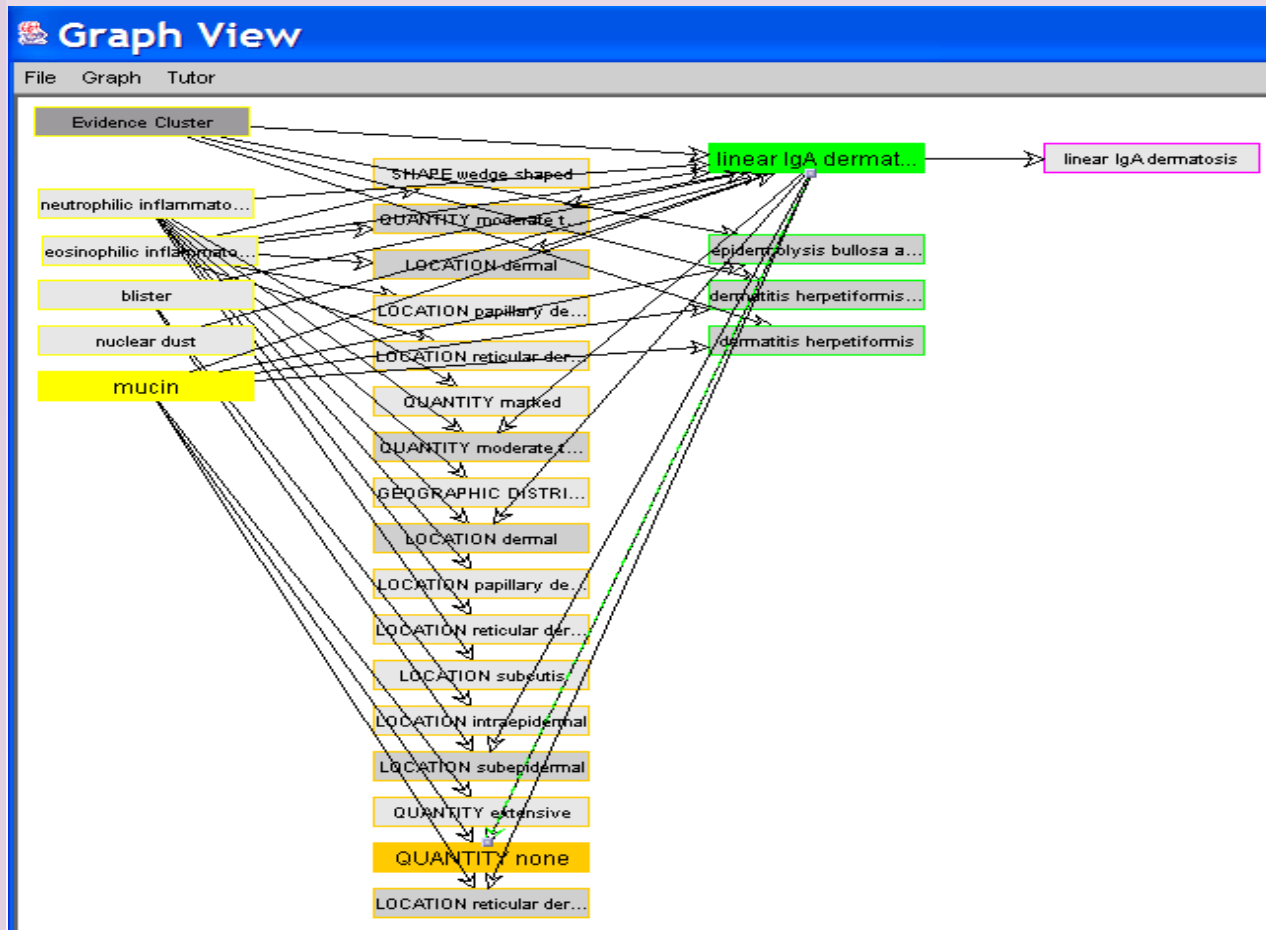 Graph View
File Graph Tutor
Evidence Cluster
neutrophilic inflammato...
eosinophilic inflammato...
blister
nuclear dust
mucin
SHAPE wedge shaped
QUANTITY moderate t...
LOCATION dermal
LOCATION papillary de...
LOCATION reticular der...
QUANTITY marked
QUANTITY moderate t...
GEOGRAPHIC DISTRI...
LOCATION dermal
LOCATION papillary de...
LOCATION reticular der...
LOCATION subcutis
LOCATION intraepidermal
LOCATION subepidermal
QUANTITY extensive
QUANTITY none
LOCATION reticular der...
linear IgA dermat...
epidermolysis bullosa a...
dermatitis herpetiformis...
dermatitis herpetiformis
linear IgA dermatosis